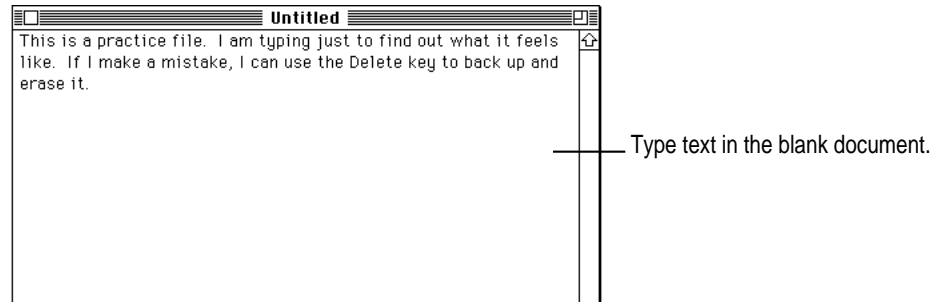 Untitled
This is a practice file.  I am typing just to find out what it feels
like.  If I make a mistake, I can use the Delete key to back up and
erase it.
Type text in the blank document.